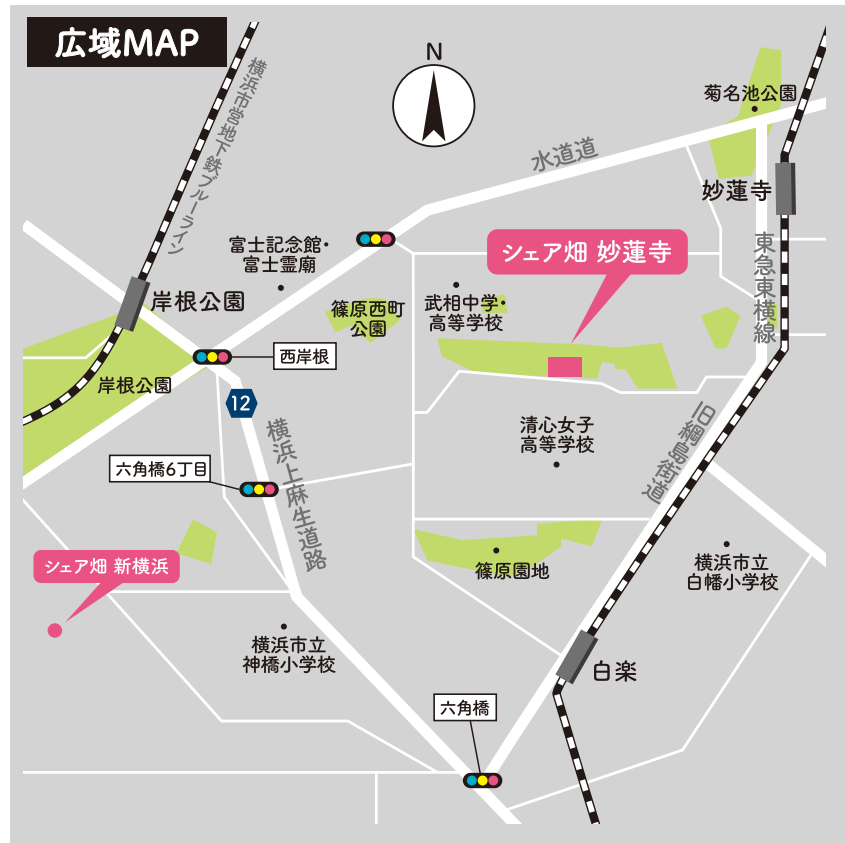 広域MAP
N
横浜市営地下鉄ブルーライン
菊名池公園
水道道
妙蓮寺
富士記念館・
富士霊廟
シェア畑 妙蓮寺
東急東横線
岸根公園
篠原西町
公園
武相中学・
高等学校
西岸根
岸根公園
12
清心女子
高等学校
旧綱島街道
横浜上麻生道路
六角橋6丁目
シェア畑 新横浜
篠原園地
横浜市立
白幡小学校
横浜市立
神橋小学校
白楽
六角橋